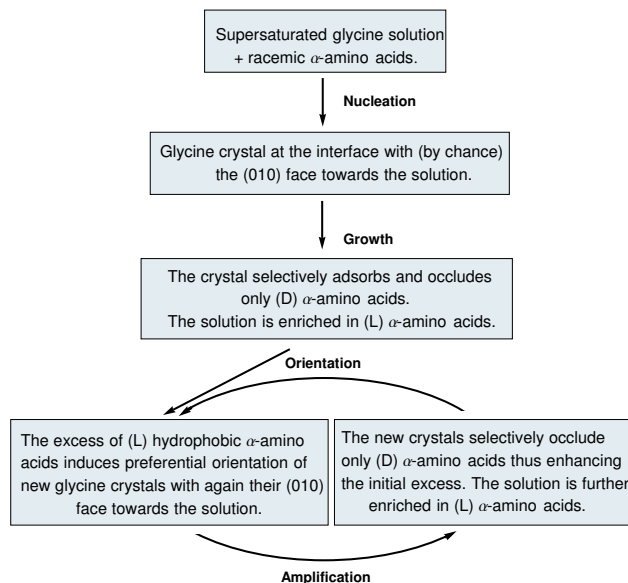 Supersaturated glycine solution
+ racemic α-amino acids.
Nucleation
Glycine crystal at the interface with (by chance)
the (010) face towards the solution.
Growth
The crystal selectively adsorbs and occludes
only (D) α-amino acids.
The solution is enriched in (L) α-amino acids.
Orientation
The excess of (L) hydrophobic α-amino
acids induces preferential orientation of
new glycine crystals with again their (010)
face towards the solution.
The new crystals selectively occlude
only (D) α-amino acids thus enhancing
the initial excess. The solution is further
enriched in (L) α-amino acids.
Amplification